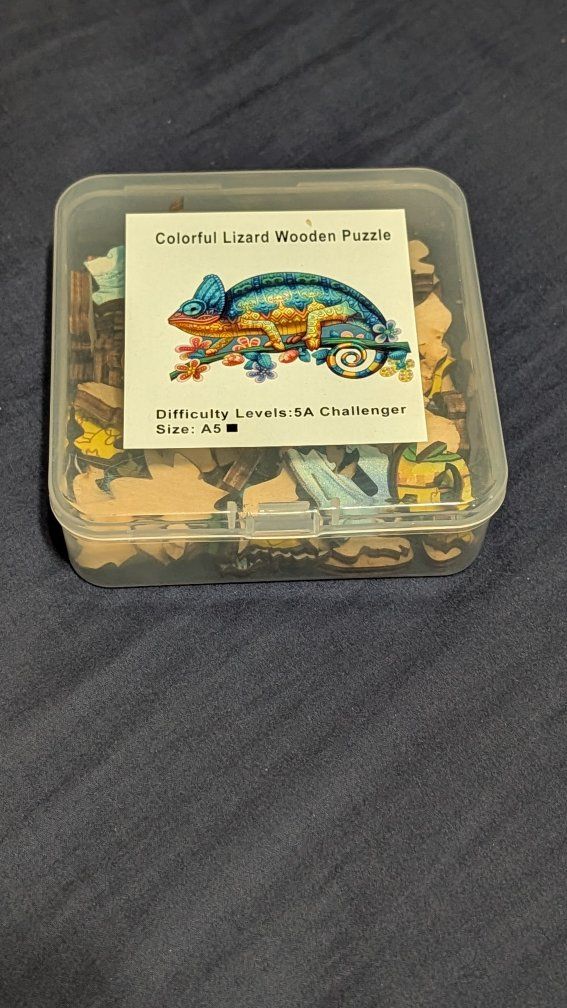 Colorful Lizard Wooden Puzzle
Difficulty Levels:5A Challenger
Size: A5 ■